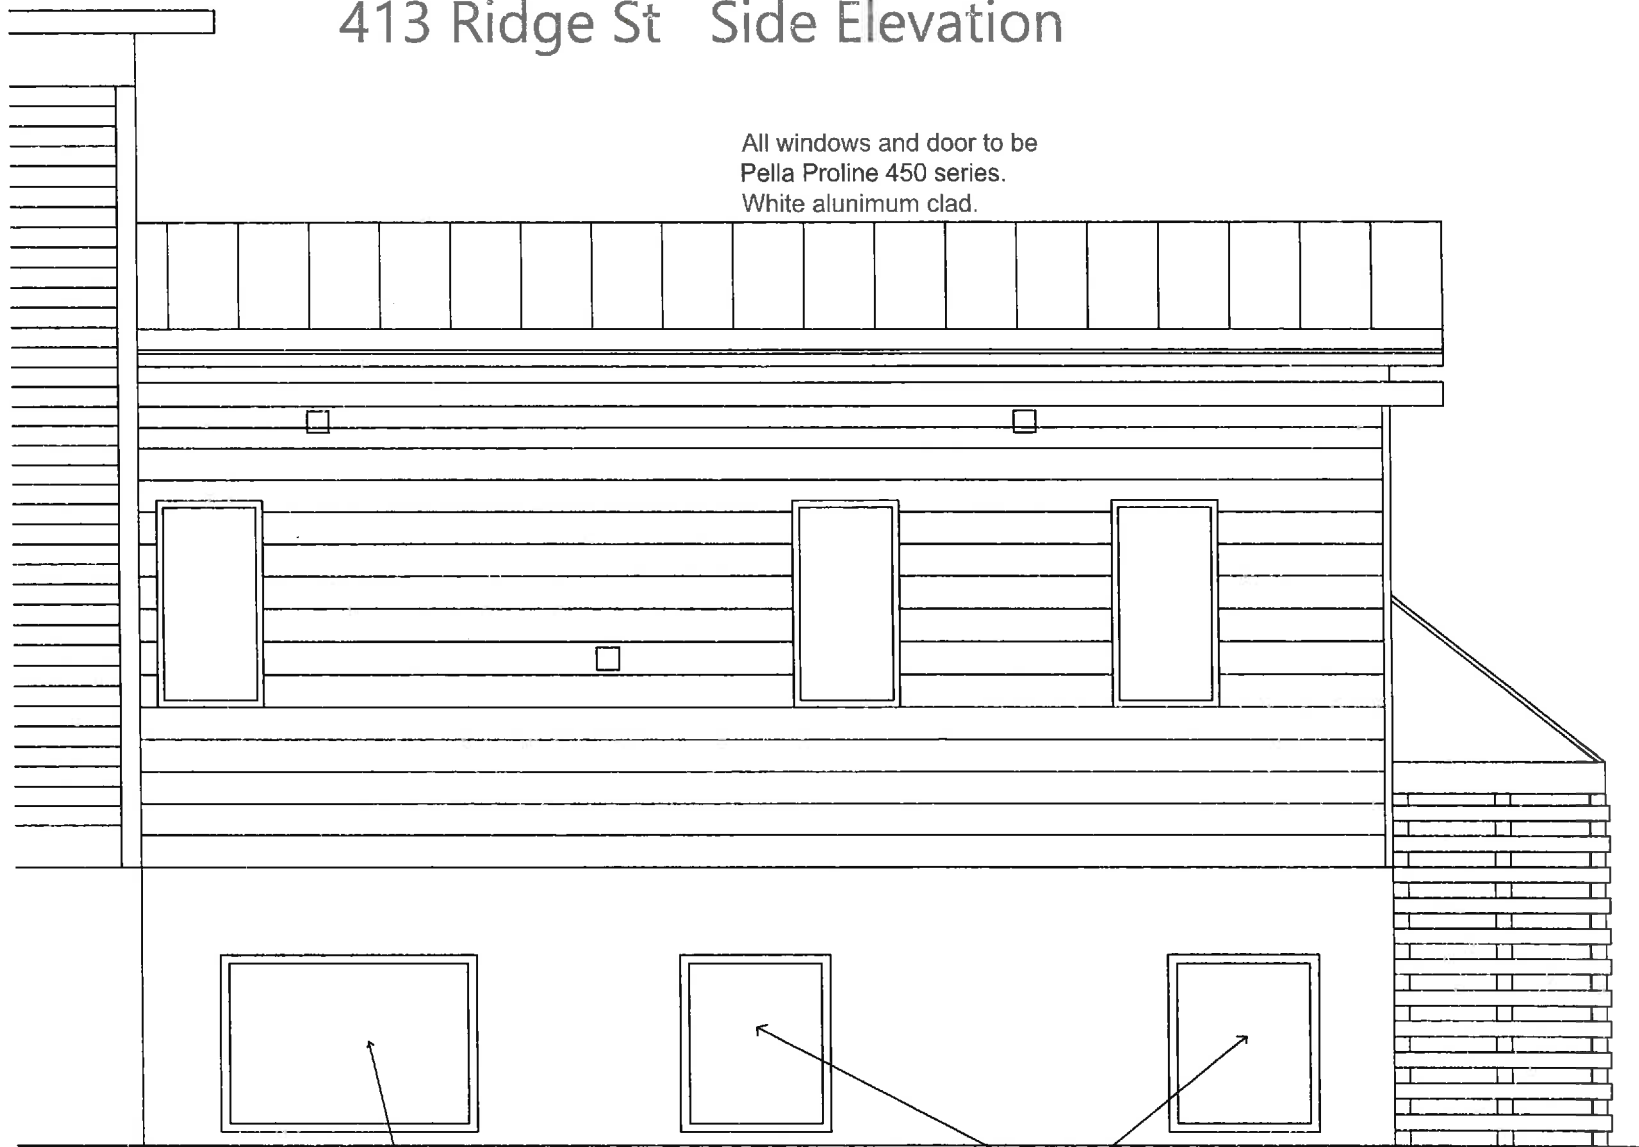 413 Ridge St Side Elevation
All windows and door to be
Pella Proline 450 series.
White alunimum clad.